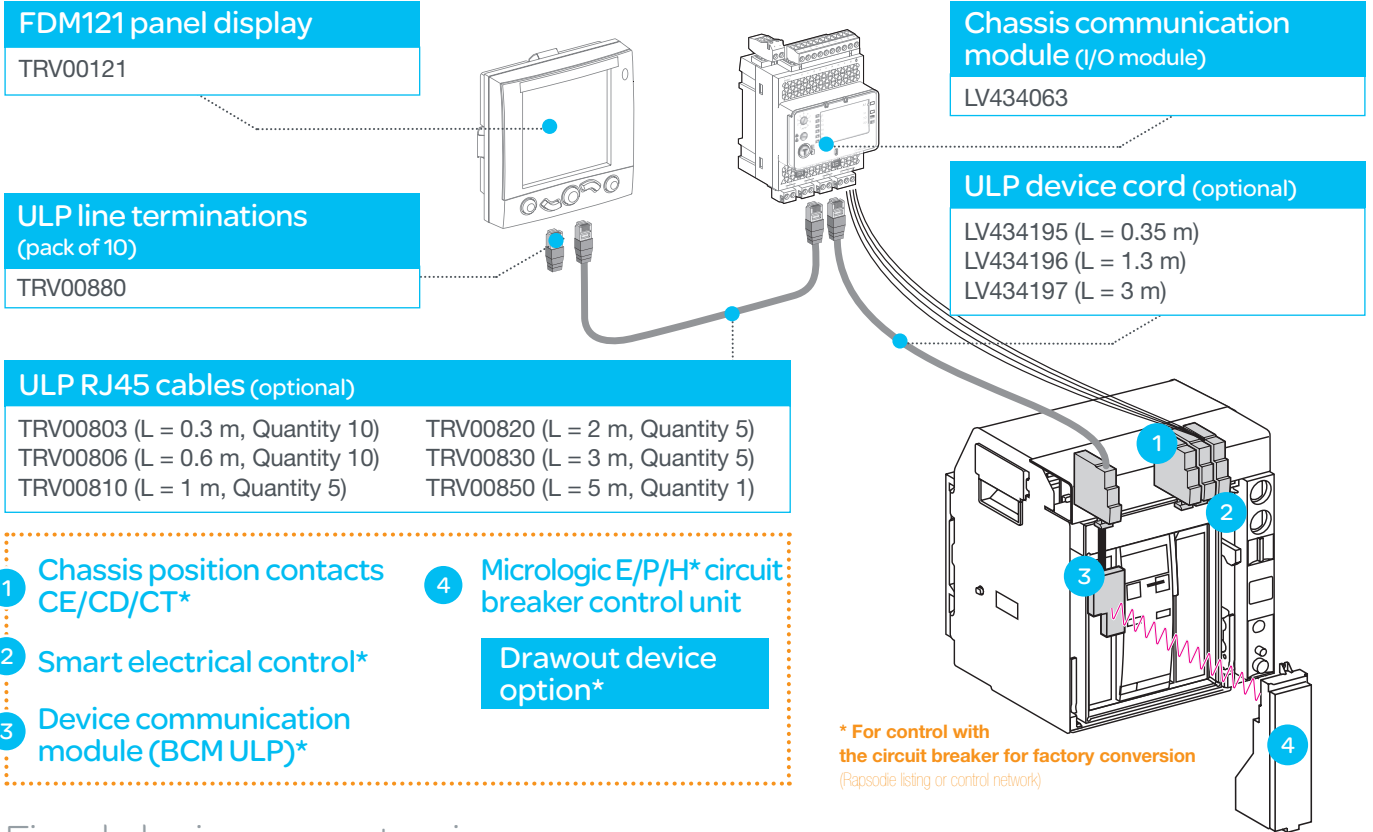 FDM121 panel display
TRV00121
Chassis communication
module (I/O module)
LV434063
ULP line terminations
(pack of 10)
TRV00880
ULP device cord (optional)
LV434195 (L = 0.35 m)
LV434196 (L = 1.3 m)
LV434197 (L = 3 m)
ULP RJ45 cables (optional)
TRV00803 (L = 0.3 m, Quantity 10)
TRV00806 (L = 0.6 m, Quantity 10)
TRV00810 (L = 1 m, Quantity 5)
TRV00820 (L = 2 m, Quantity 5)
TRV00830 (L = 3 m, Quantity 5)
TRV00850 (L = 5 m, Quantity 1)
1
2
3
4
1 Chassis position contacts
CE/CD/CT*
2 Smart electrical control*
3 Device communication
module (BCM ULP)*
4 Micrologic E/P/H* circuit
breaker control unit
Drawout device
option*
* For control with
the circuit breaker for factory conversion
(Rapsodie listing or control network)